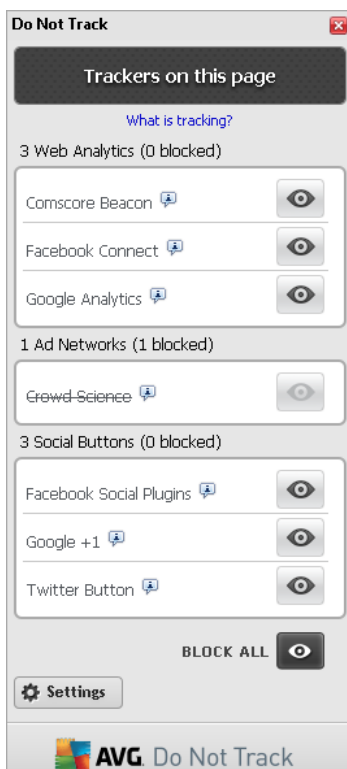 Do Not Track
Trackers on this page
What is tracking?
3 Web Analytics (0 blocked)
Comscore Beacon
Facebook Connect
Google Analytics
1 Ad Networks (1 blocked)
Crowd Science
3 Social Buttons (0 blocked)
Facebook Social Plugins
Google +1
Twitter Button
BLOCK ALL
Settings
AVG. Do Not Track